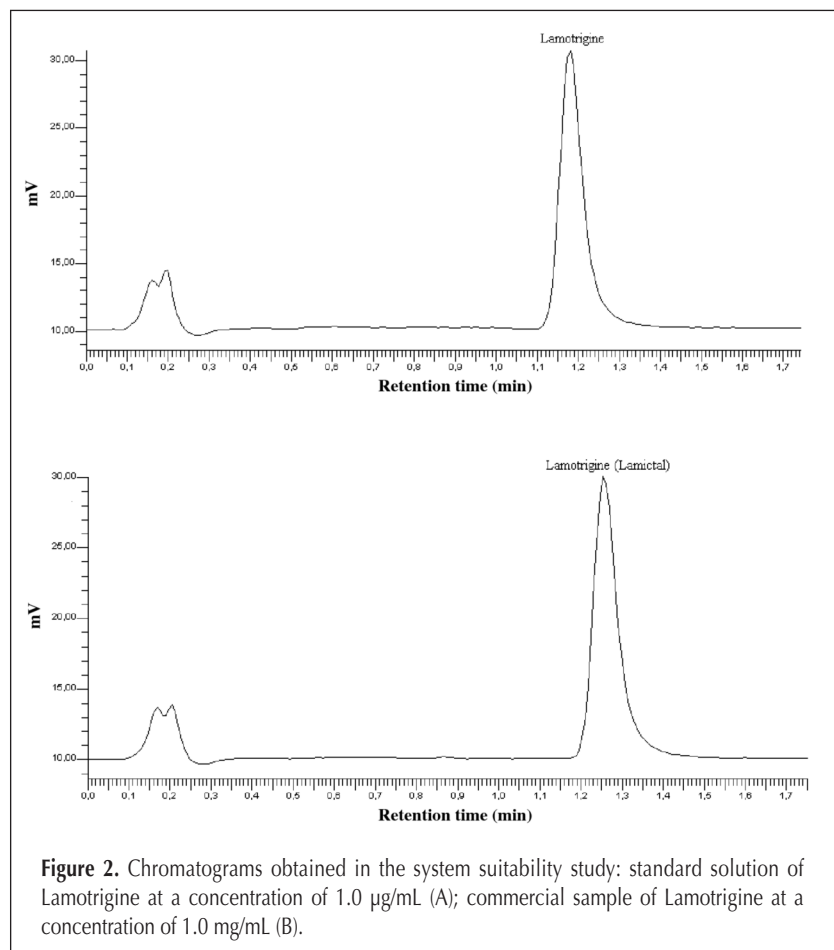 Lamotrigine
30,00
25,00
20,00
15,00
10,00
mV
0,0 0,1 0,2 0,3 0,4 0,5 0,6 0,7 0,8 0,9 1,0 1,1 1,2 1,3 1,4 1,5 1,6 1,7
Retention time (min)
Lamotrigine (Lamictal)
30,00
25,00
20,00
15,00
10,00
mV
0,0 0,1 0,2 0,3 0,4 0,5 0,6 0,7 0,8 0,9 1,0 1,1 1,2 1,3 1,4 1,5 1,6 1,7
Retention time (min)
Figure 2. Chromatograms obtained in the system suitability study: standard solution of
Lamotrigine at a concentration of 1.0 µg/mL (A); commercial sample of Lamotrigine at a
concentration of 1.0 mg/mL (B).